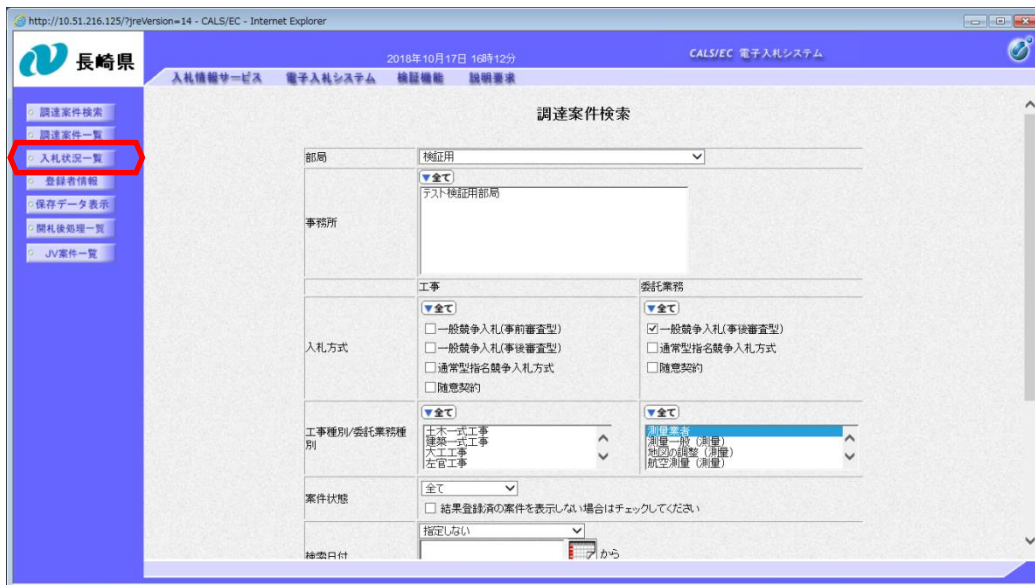 http://10.51.216.125/?jreVersion=14 - CALS/EC - Internet Explorer
長崎県
2018年10月17日 16時12分
CALS/EC 電子入札システム
入札情報サービス 電子入札システム 検証機能 説明要求
調達案件検索
調達案件一覧
入札状況一覧
登録者情報
保存データ表示
開札後処理一覧
JV案件一覧
調達案件検索
部局
検証用
事務所
▼全て
テスト検証用部局
工事
委託業務
入札方式
▼全て
一般競争入札(事前審査型)
一般競争入札(事後審査型)
通常型指名競争入札方式
随意契約
▼全て
一般競争入札(事後審査型)
通常型指名競争入札方式
随意契約
工事種別/委託業務種別
▼全て
土木一式工事
建築一式工事
大工工事
左官工事
▼全て
測量業者
測量一般 (測量)
地図の調整 (測量)
航空測量 (測量)
案件状態
全て
結果登録済の案件を表示しない場合はチェックしてください
検索日付
指定しない
から